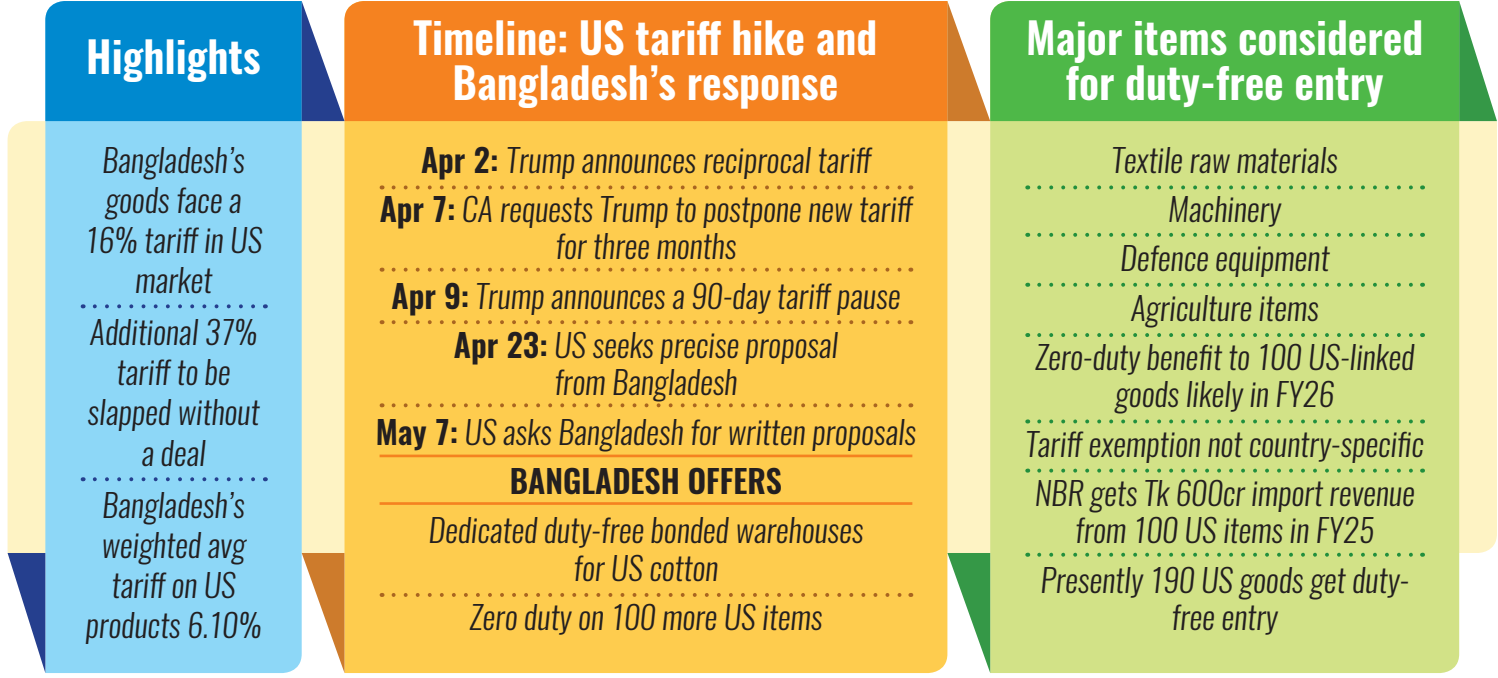 Highlights
Bangladesh’s
goods face a
16% tariff in US
market
Additional 37%
tariff to be
slapped without
a deal
Bangladesh’s
weighted avg
tariff on US
products 6.10%
Timeline: US tariff hike and
Bangladesh’s response
Apr 2: Trump announces reciprocal tariff
Apr 7: CA requests Trump to postpone new tariff
for three months
Apr 9: Trump announces a 90-day tariff pause
Apr 23: US seeks precise proposal
from Bangladesh
May 7: US asks Bangladesh for written proposals
BANGLADESH OFFERS
Dedicated duty-free bonded warehouses
for US cotton
Zero duty on 100 more US items
Major items considered
for duty-free entry
Textile raw materials
Machinery
Defence equipment
Agriculture items
Zero-duty benefit to 100 US-linked
goods likely in FY26
Tariff exemption not country-specific
NBR gets Tk 600cr import revenue
from 100 US items in FY25
Presently 190 US goods get duty-
free entry